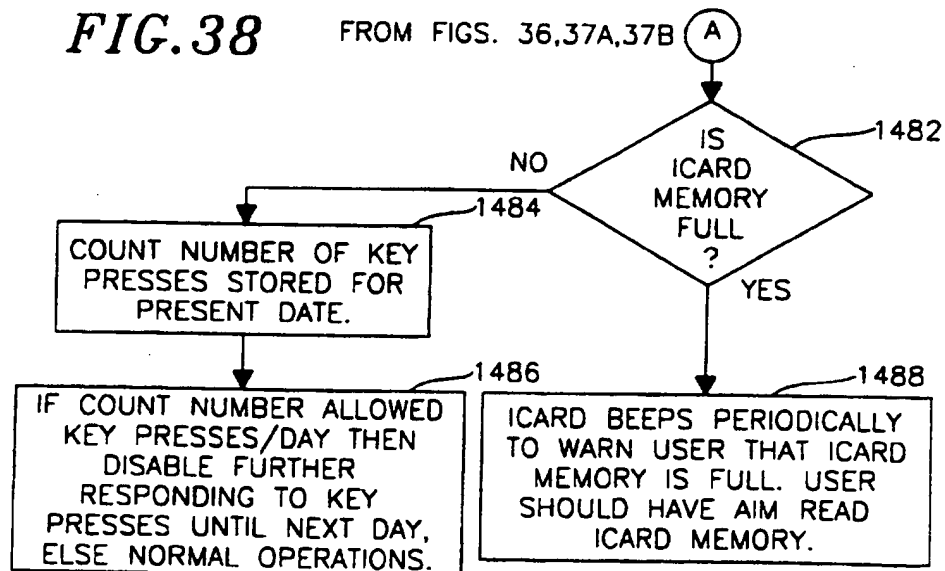 FIG.38
FROM FIGS. 36,37A,37B
A
IS
ICARD
MEMORY
FULL
?
1482
NO
YES
1484
COUNT NUMBER OF KEY
PRESSES STORED FOR
PRESENT DATE.
1486
IF COUNT NUMBER ALLOWED
KEY PRESSES/DAY THEN
DISABLE FURTHER
RESPONDING TO KEY
PRESSES UNTIL NEXT DAY,
ELSE NORMAL OPERATIONS.
1488
ICARD BEEPS PERIODICALLY
TO WARN USER THAT ICARD
MEMORY IS FULL. USER
SHOULD HAVE AIM READ
ICARD MEMORY.